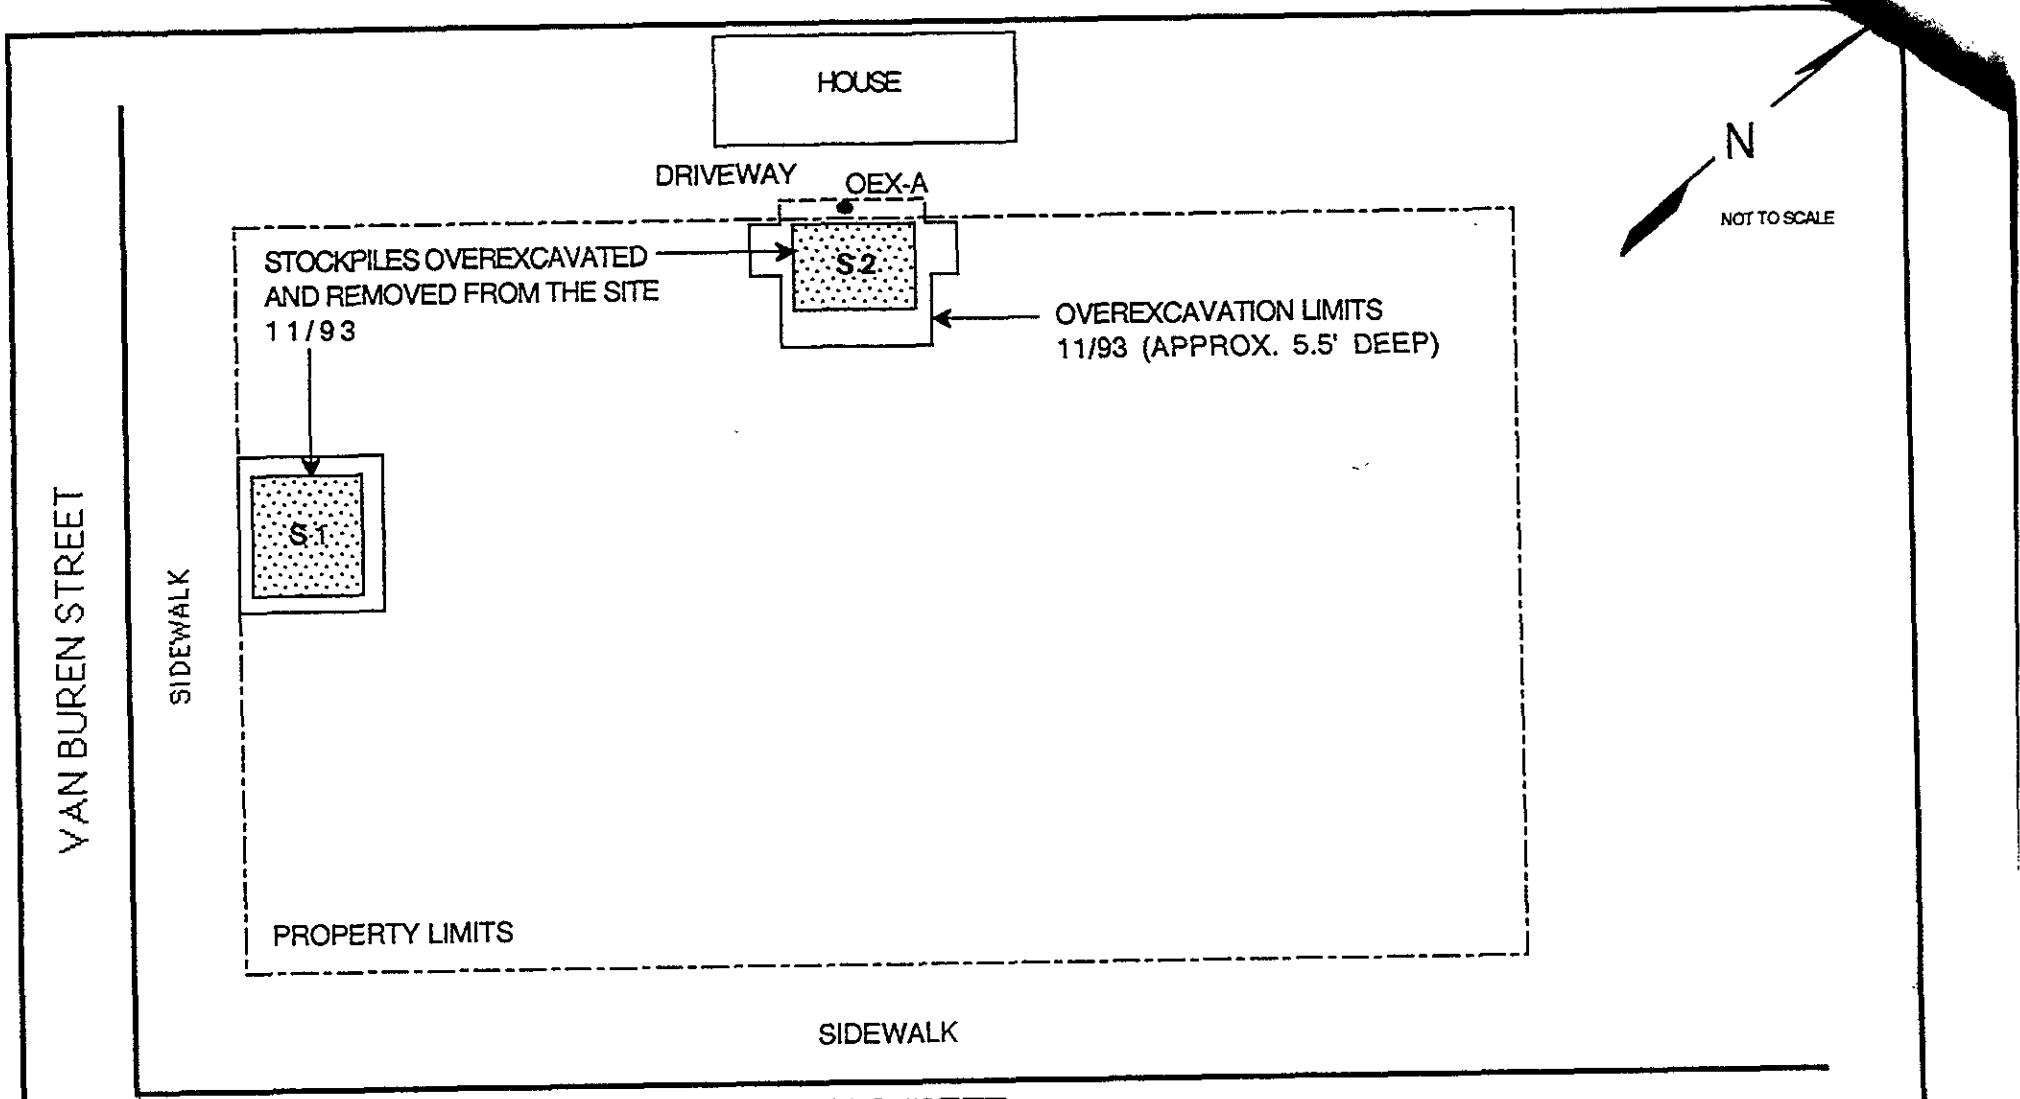 HOUSE
N
NOT TO SCALE
DRIVEWAY
OEX-A
STOCKPILES OVEREXCAVATED
AND REMOVED FROM THE SITE
11/93
S2
OVEREXCAVATION LIMITS
11/93 (APPROX. 5.5' DEEP)
S1
VAN BUREN STREET
SIDEWALK
PROPERTY LIMITS
SIDEWALK